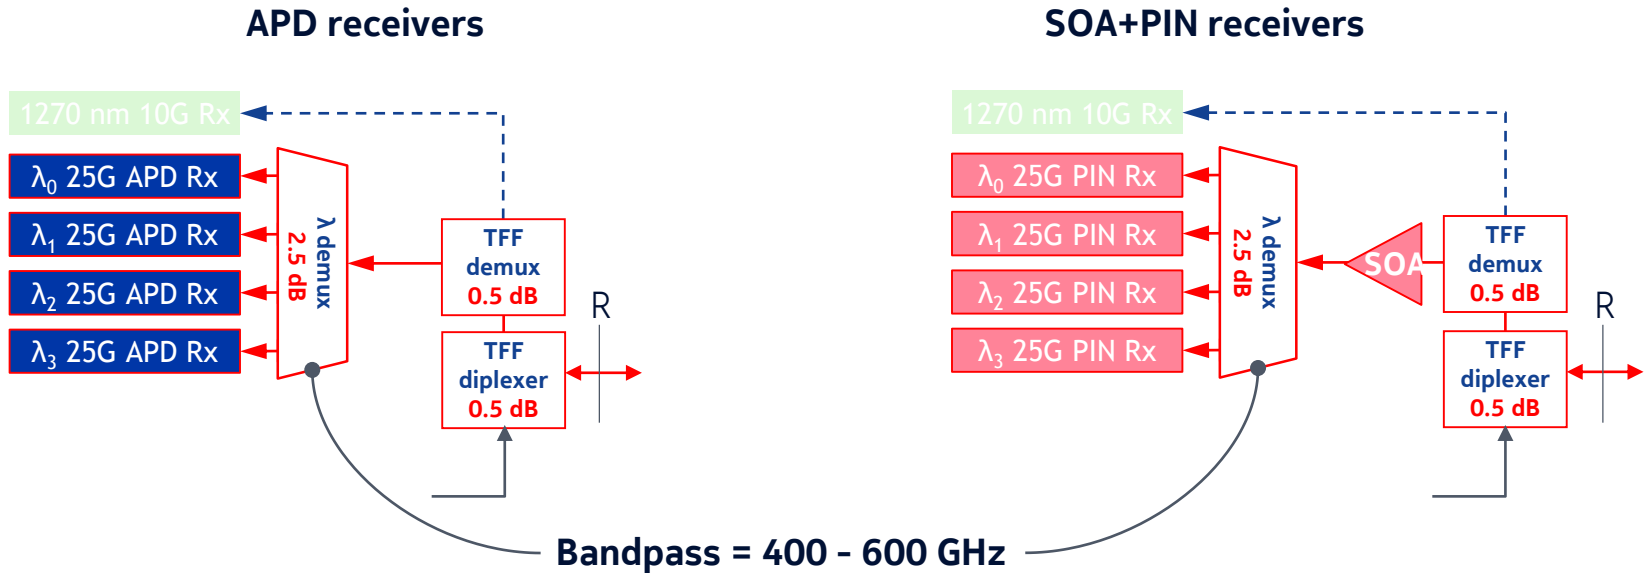 APD receivers
1270 nm 10G Rx
λ0 25G APD Rx
λ1 25G APD Rx
λ2 25G APD Rx
λ3 25G APD Rx
λ demux
2.5 dB
TFF
demux
0.5 dB
TFF
diplexer
0.5 dB
R
SOA+PIN receivers
1270 nm 10G Rx
λ0 25G PIN Rx
λ1 25G PIN Rx
λ2 25G PIN Rx
λ3 25G PIN Rx
λ demux
2.5 dB
SOA
TFF
demux
0.5 dB
TFF
diplexer
0.5 dB
R
Bandpass = 400 - 600 GHz